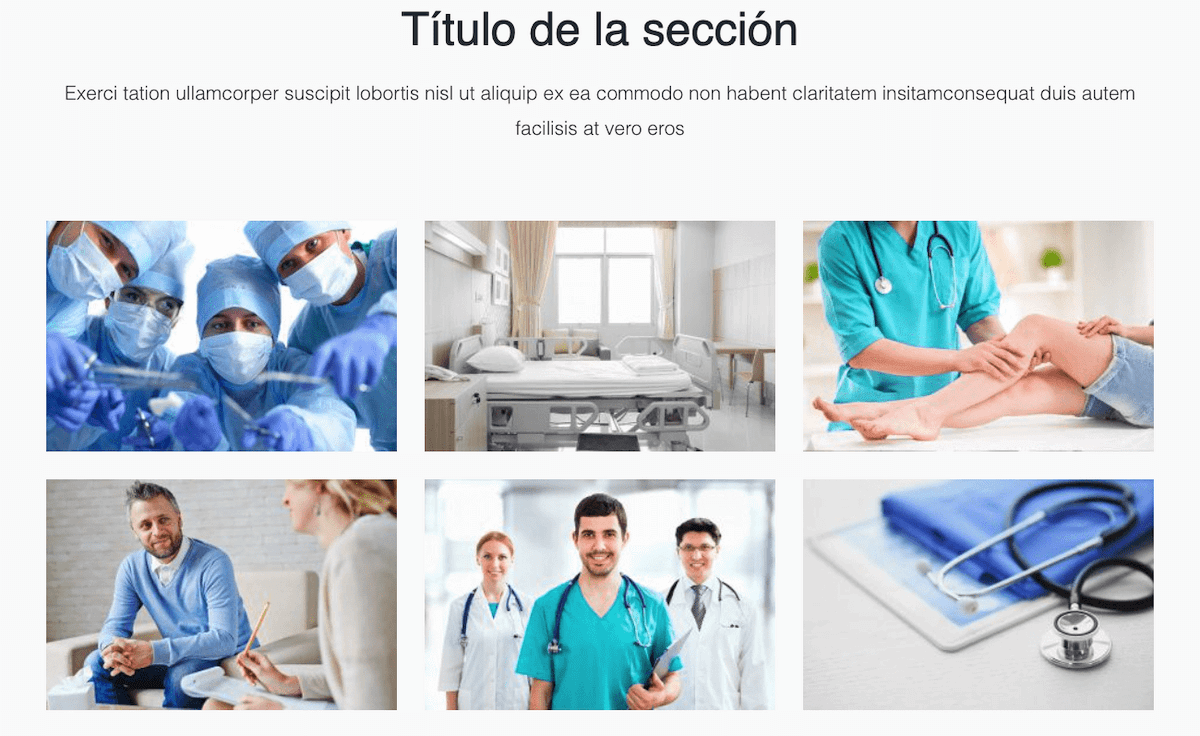 Título de la sección
Exerci tation ullamcorper suscipit lobortis nisl ut aliquip ex ea commodo non habent claritatem insitamconsequat duis autem
facilisis at vero eros